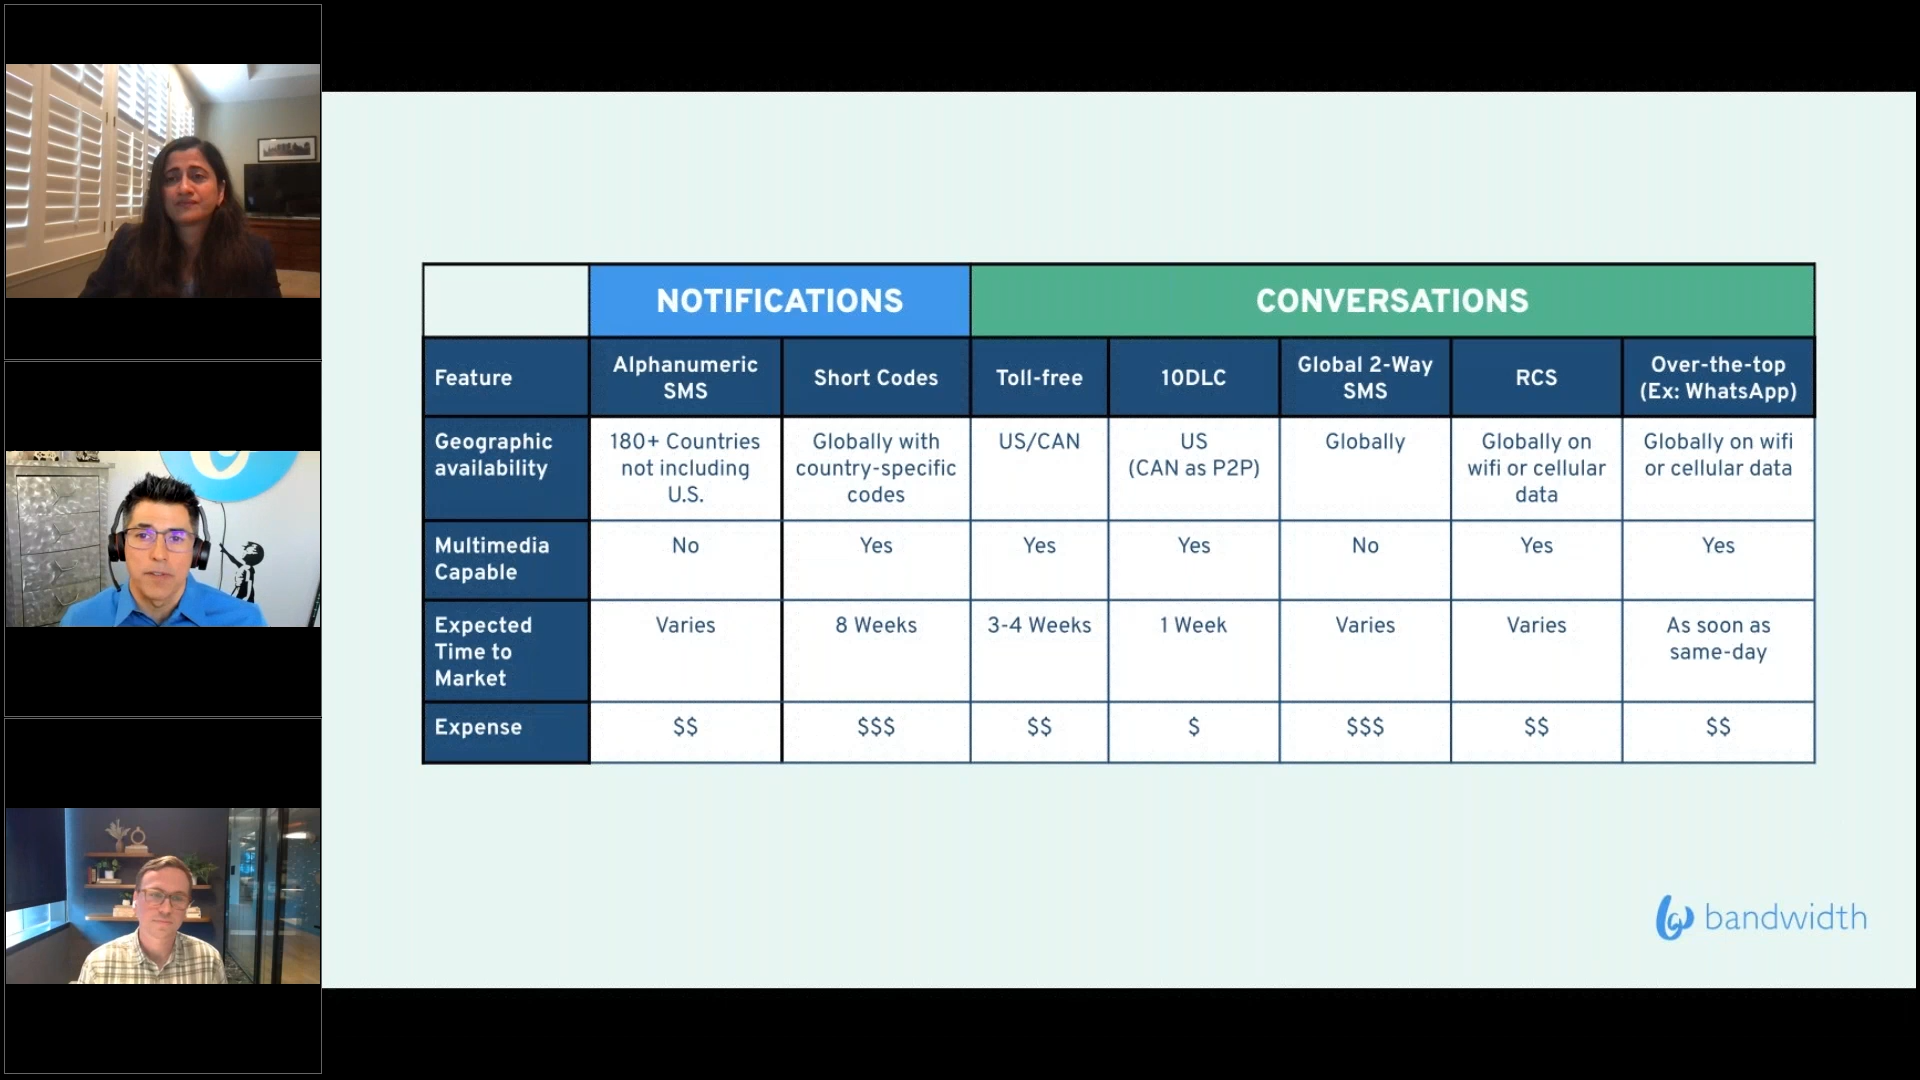 NOTIFICATIONS
CONVERSATIONS
Feature
Alphanumeric
SMS
Short Codes
Toll-free
10DLC
Global 2-Way
SMS
RCS
Over-the-top
(Ex: WhatsApp)
Geographic
availability
180+ Countries
not including
U.S.
Globally with
country-specific
codes
US/CAN
US
(CAN as P2P)
Globally
Globally on
wifi or cellular
data
Globally on wifi
or cellular data
Multimedia
Capable
No
Yes
Yes
Yes
No
Yes
Yes
Expected
Time to
Market
Varies
8 Weeks
3-4 Weeks
1 Week
Varies
Varies
As soon as
same-day
Expense
$$
$$$
$$
$
$$$
$$
$$
bandwidth